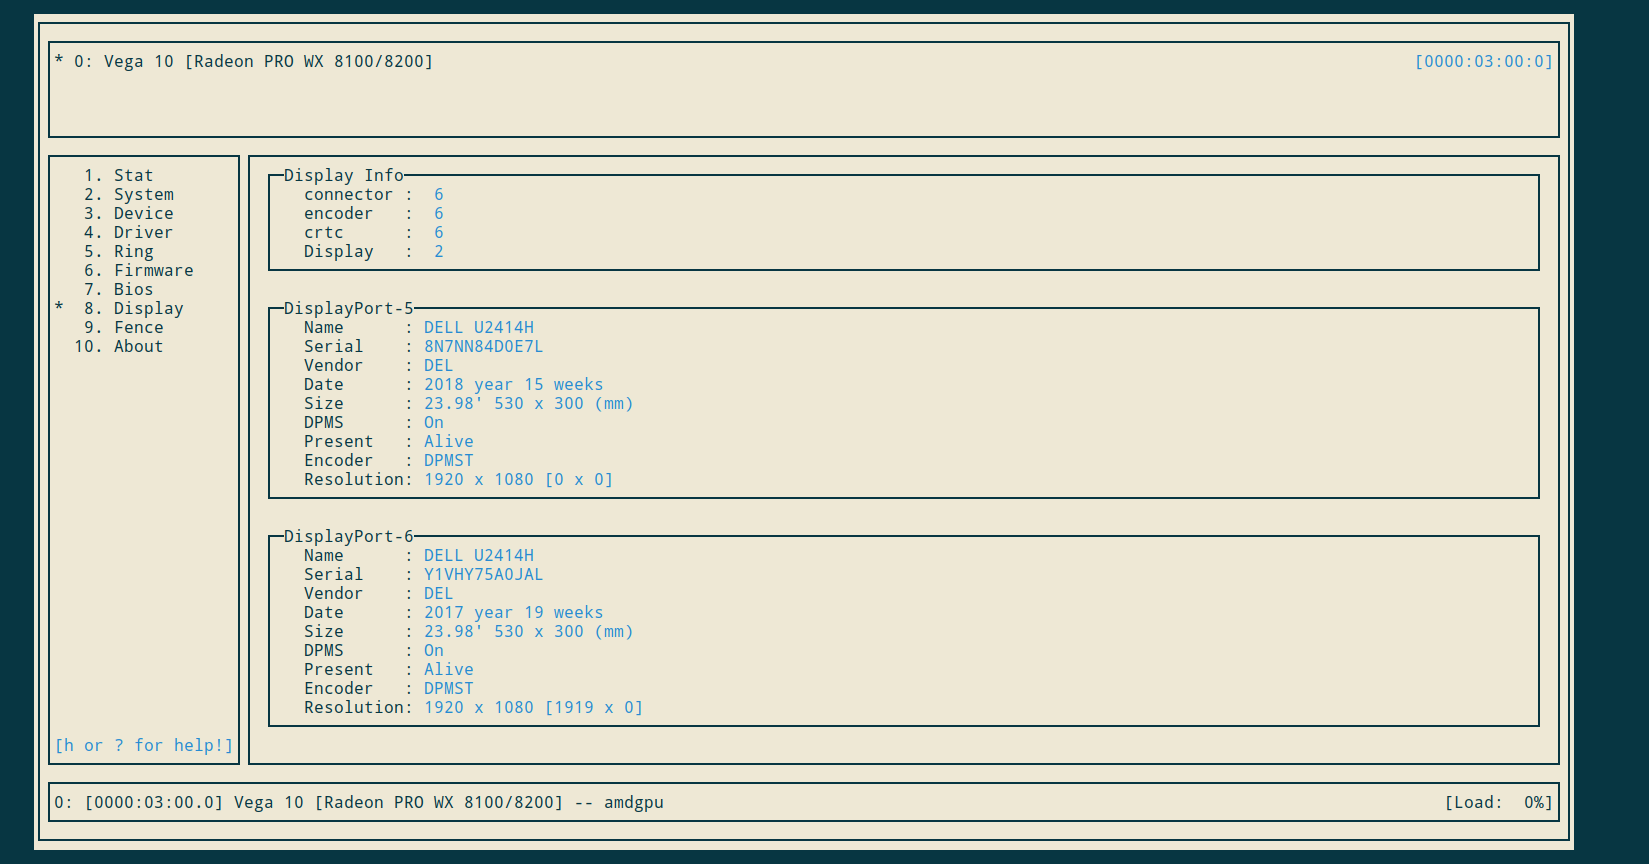 * 0: Vega 10 [Radeon PRO WX 8100/8200] [0000:03:00:0]
1. Stat
2. System
3. Device
4. Driver
5. Ring
6. Firmware
7. Bios
* 8. Display
9. Fence
10. About
[h or ? for help!]
Display Info
connector : 6
encoder : 6
crtc : 6
Display : 2
DisplayPort-5
Name : DELL U2414H
Serial : 8N7NN84D0E7L
Vendor : DEL
Date : 2018 year 15 weeks
Size : 23.98' 530 x 300 (mm)
DPMS : On
Present : Alive
Encoder : DPMST
Resolution: 1920 x 1080 [0 x 0]
DisplayPort-6
Name : DELL U2414H
Serial : Y1VHY75A0JAL
Vendor : DEL
Date : 2017 year 19 weeks
Size : 23.98' 530 x 300 (mm)
DPMS : On
Present : Alive
Encoder : DPMST
Resolution: 1920 x 1080 [1919 x 0]
0: [0000:03:00.0] Vega 10 [Radeon PRO WX 8100/8200] -- amdgpu [Load: 0%]